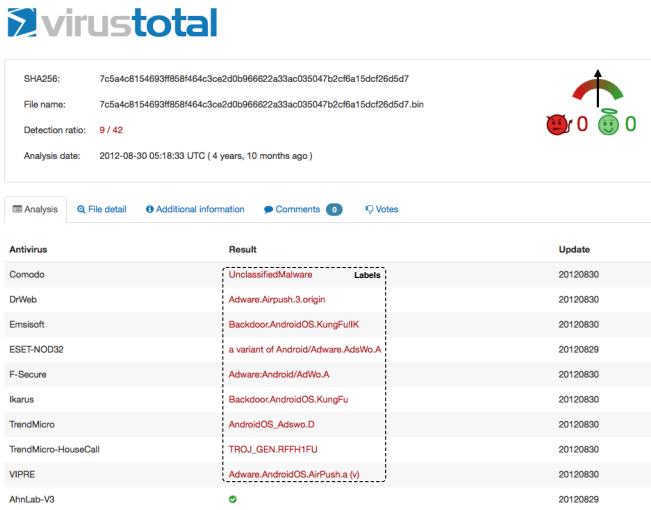 virustotal
SHA256: 7c5a4c8154693ff858f464c3ce2d0b966622a33ac035047b2cf6a15dcf26d5d7
File name: 7c5a4c8154693ff858f464c3ce2d0b966622a33ac035047b2cf6a15dcf26d5d7.bin
Detection ratio: 9 / 42
0 0
Analysis date: 2012-08-30 05:18:33 UTC ( 4 years, 10 months ago )
Analysis File detail Additional information Comments 0 Votes
Antivirus Result Update
Comodo UnclassifiedMalware Labels 20120830
DrWeb Adware.Airpush.3.origin 20120830
Emsisoft Backdoor.AndroidOS.KungFu!IK 20120830
ESET-NOD32 a variant of Android/Adware.AdsWo.A 20120829
F-Secure Adware:Android/AdWo.A 20120830
Ikarus Backdoor.AndroidOS.KungFu 20120830
TrendMicro AndroidOS_Adswo.D 20120830
TrendMicro-HouseCall TROJ_GEN.RFFH1FU 20120830
VIPRE Adware.AndroidOS.AirPush.a (v) 20120830
AhnLab-V3 20120829